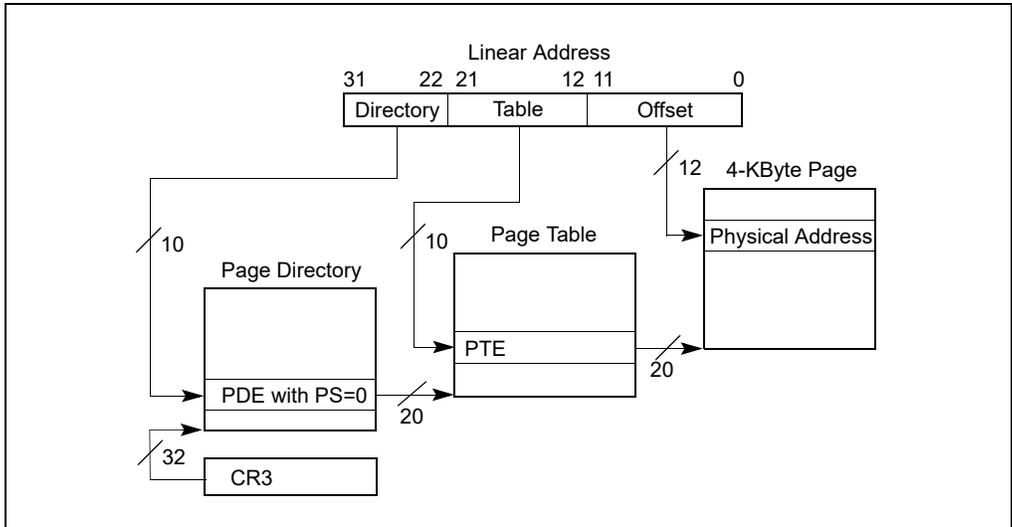 Linear Address
31 22 21 12 11 0
Directory Table Offset
12
4-KByte Page
10
10
Page Table
Physical Address
Page Directory
PTE
20
PDE with PS=0
20
32
CR3